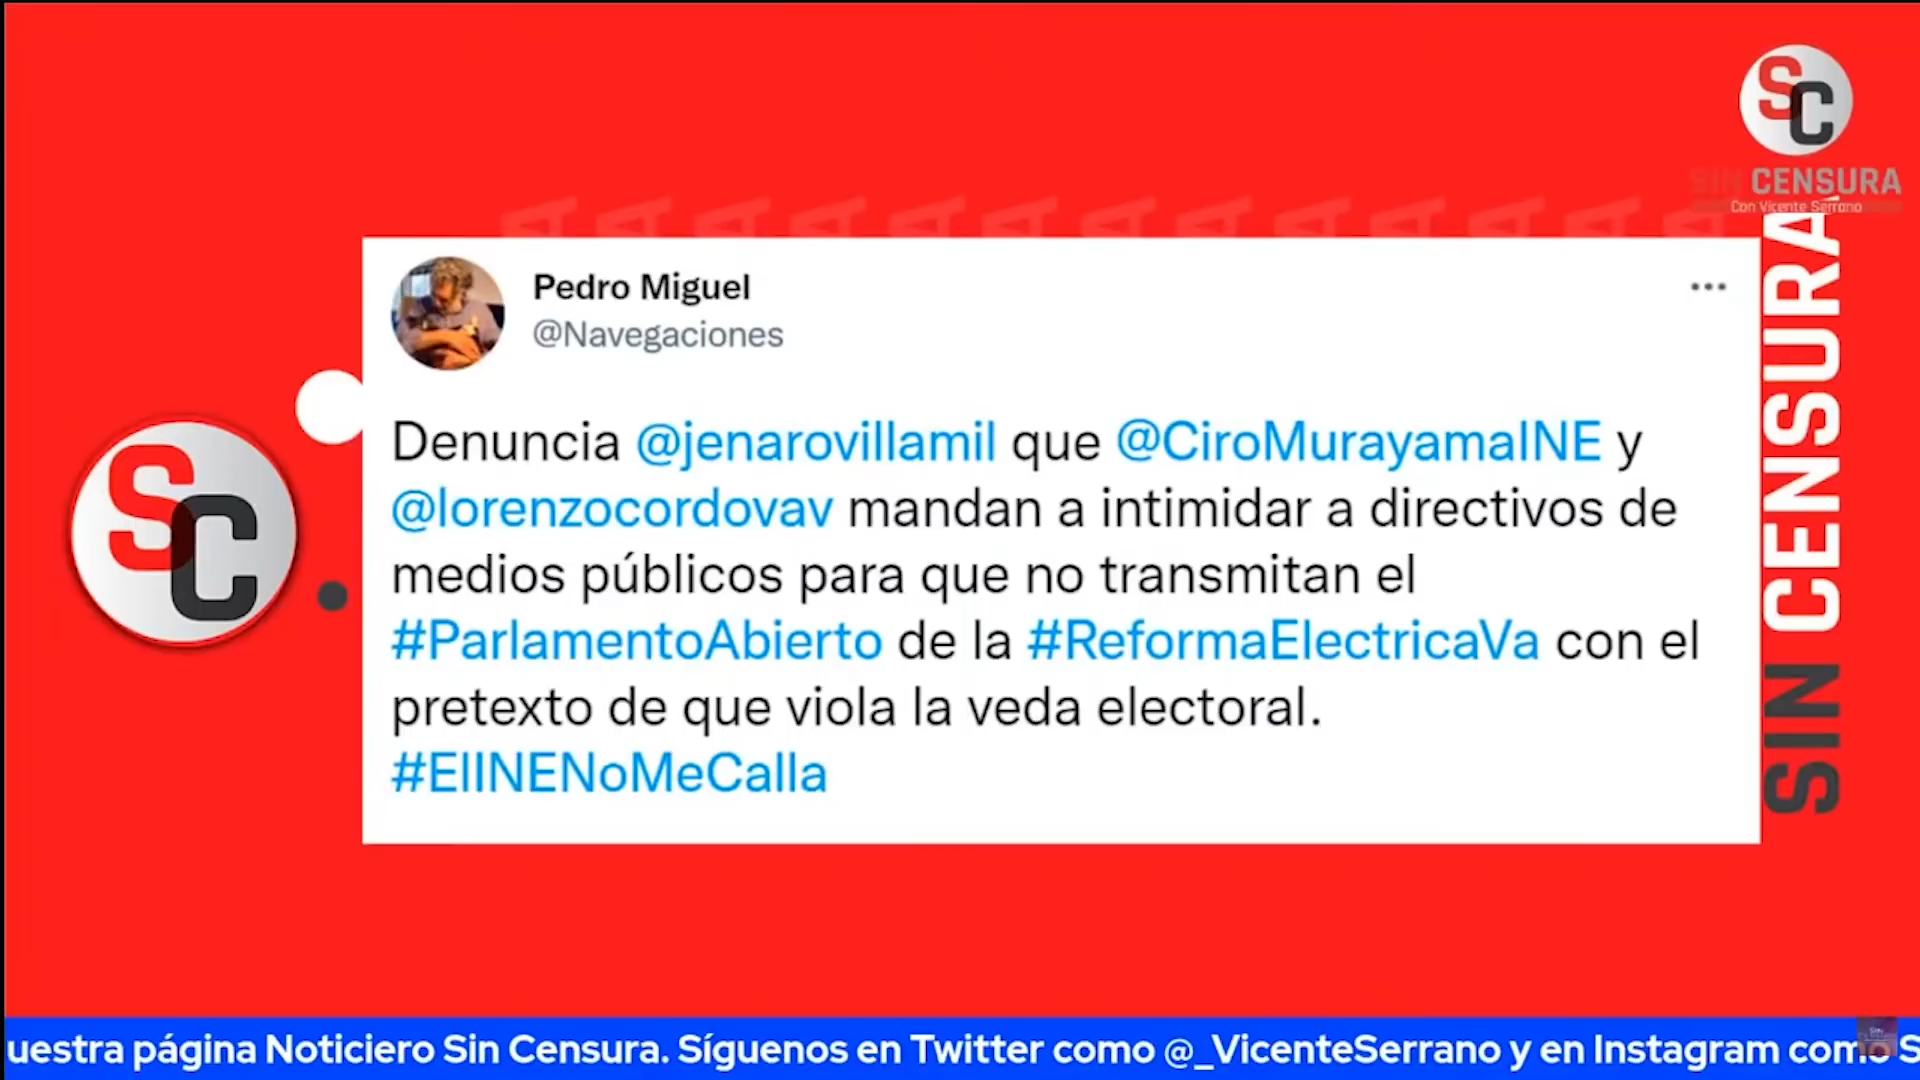 SC
SIN CENSURA
Con Vicente Serrano
Pedro Miguel
@Navegaciones
Denuncia @jenarovillamil que @CiroMurayamaINE y
@lorenzocordovav mandan a intimidar a directivos de
medios públicos para que no transmitan el
#ParlamentoAbierto de la #ReformaElectricaVa con el
pretexto de que viola la veda electoral.
#ElINENoMeCalla
SC
SIN CENSURA
uestra página Noticiero Sin Censura. Síguenos en Twitter como @_VicenteSerrano y en Instagram como S